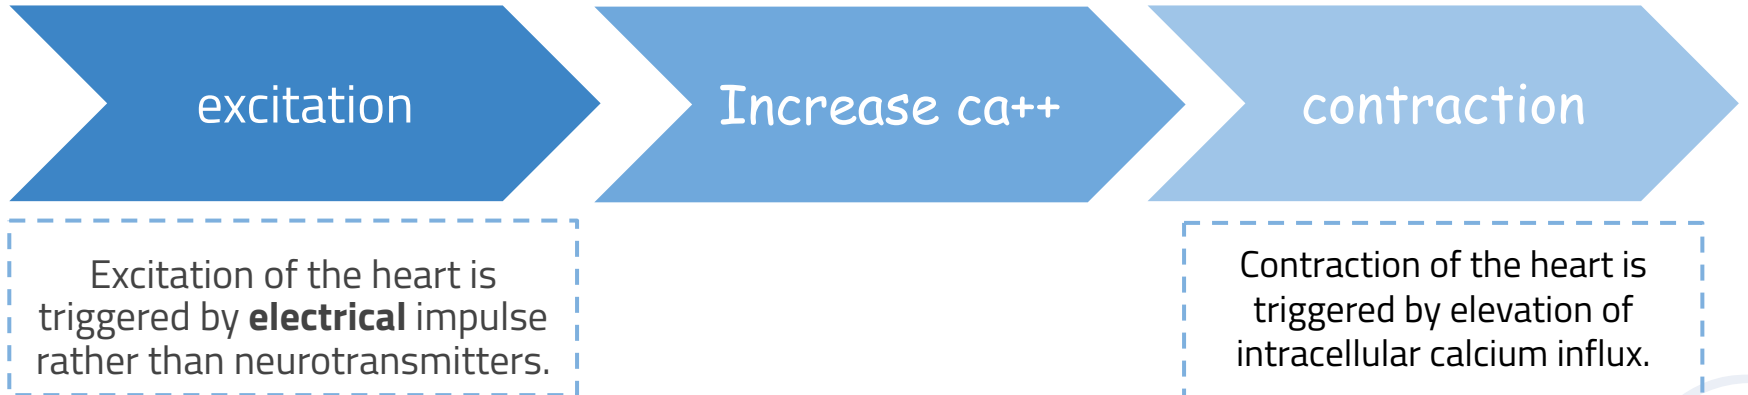 excitation
Increase ca++
contraction
Excitation of the heart is
triggered by electrical impulse
rather than neurotransmitters.
Contraction of the heart is
triggered by elevation of
intracellular calcium influx.